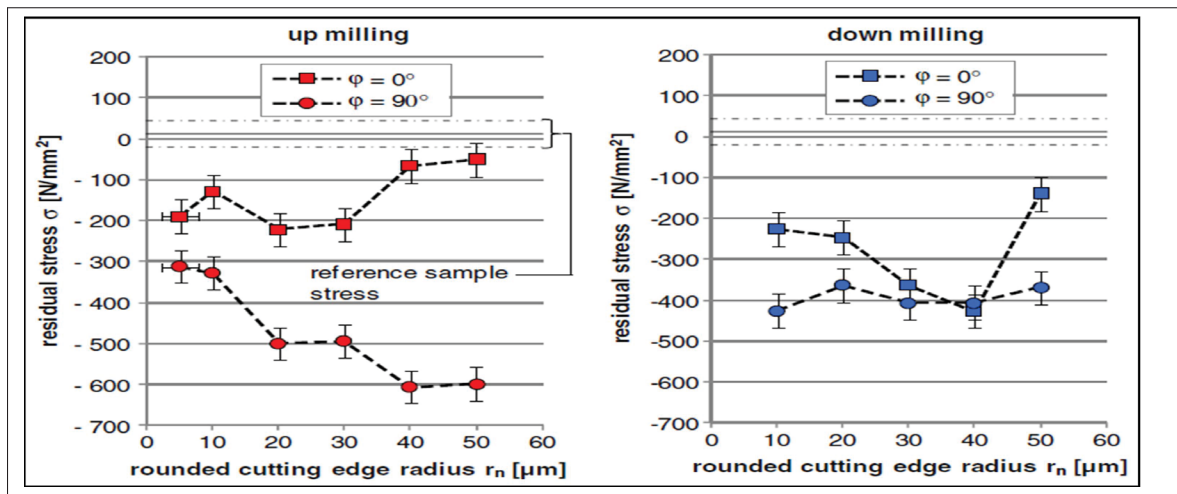 up milling
200
100
0
- 100
- 200
- 300
- 400
- 500
- 600
- 700
residual stress σ [N/mm²]
φ = 0°
φ = 90°
reference sample
stress
0 10 20 30 40 50 60
rounded cutting edge radius rₙ [µm]
down milling
200
100
0
-100
-200
-300
-400
-500
-600
-700
residual stress σ [N/mm²]
φ = 0°
φ = 90°
0 10 20 30 40 50 60
rounded cutting edge radius rₙ [µm]